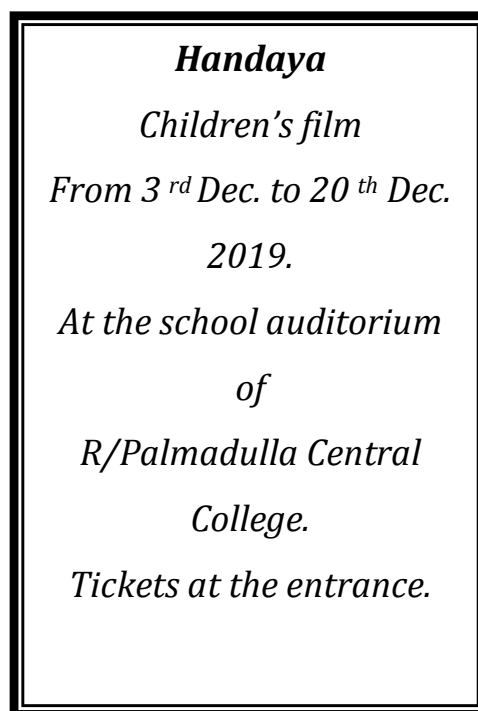 Handaya
Children's film
From 3 rd Dec. to 20 th Dec.
2019.
At the school auditorium
of
R/Palmadulla Central
College.
Tickets at the entrance.